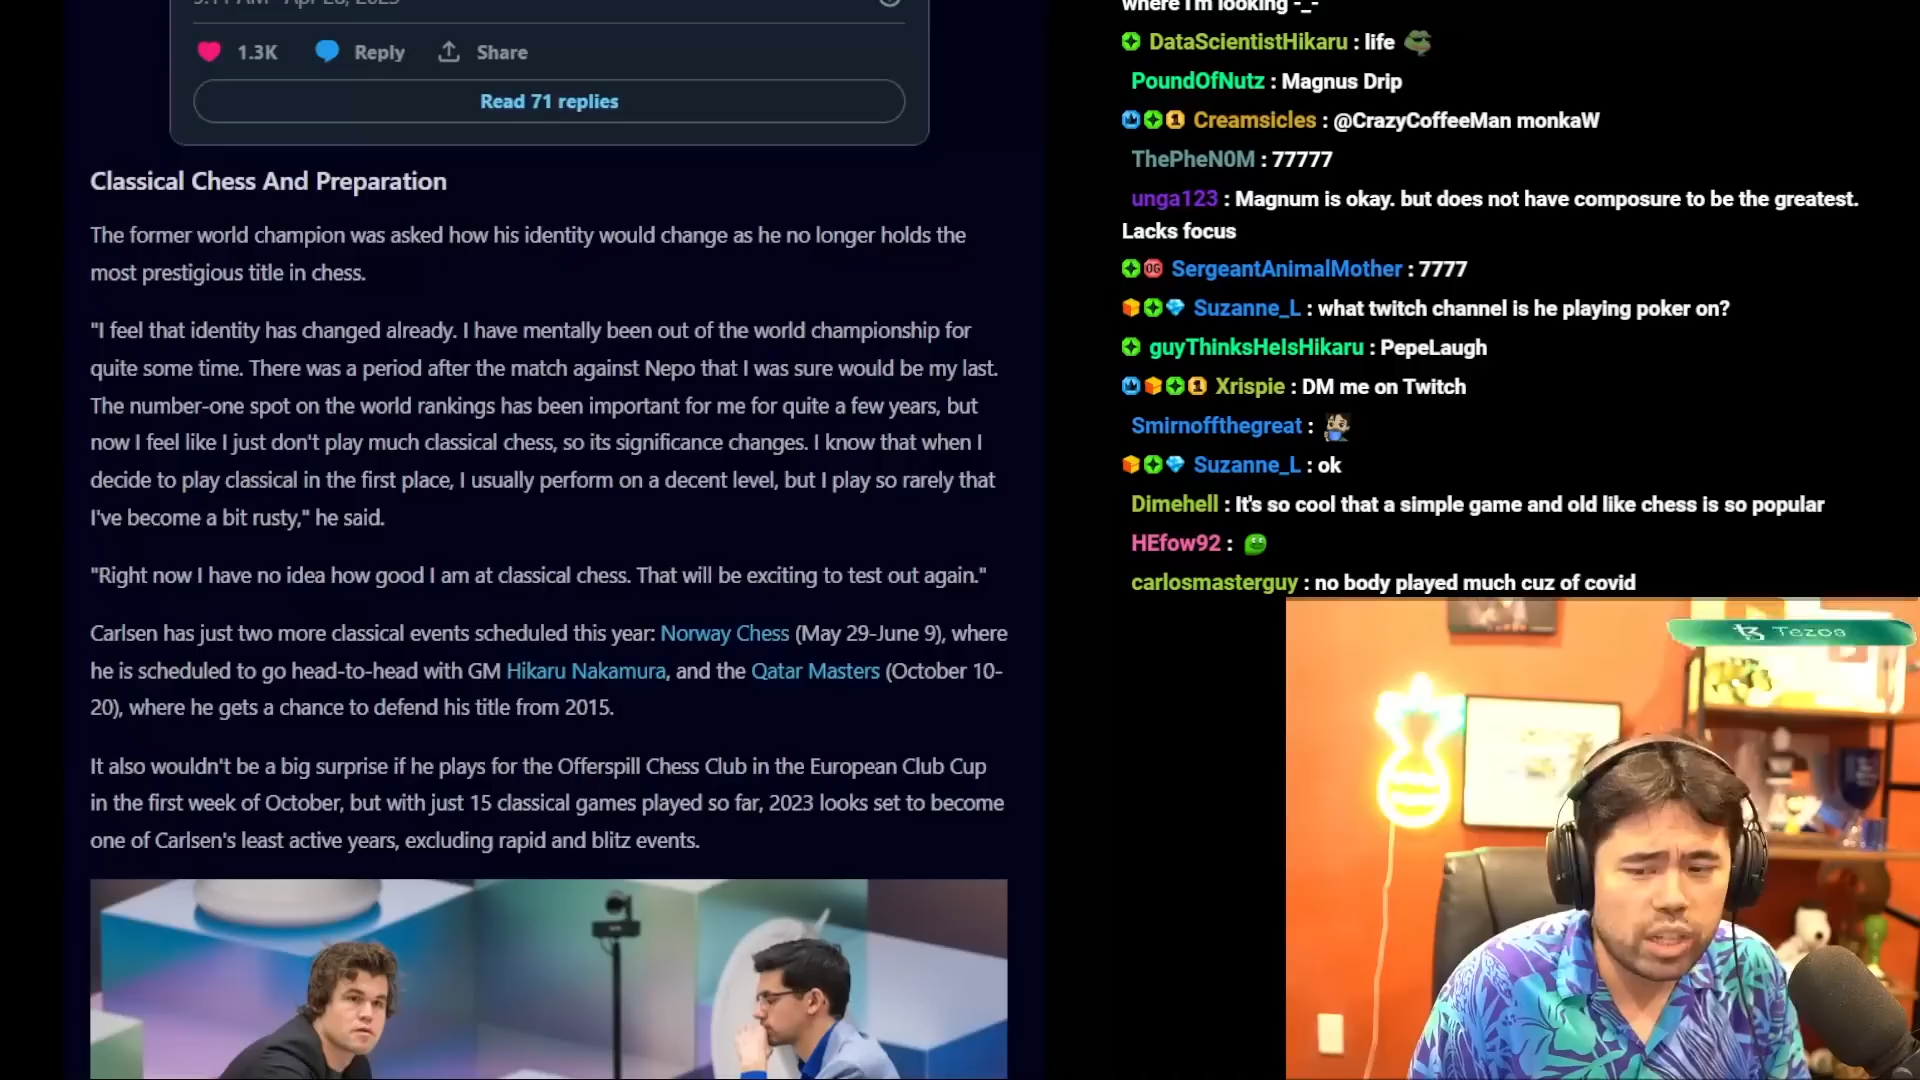 1.3K Reply Share
Read 71 replies
Classical Chess And Preparation
The former world champion was asked how his identity would change as he no longer holds the
most prestigious title in chess.
"I feel that identity has changed already. I have mentally been out of the world championship for
quite some time. There was a period after the match against Nepo that I was sure would be my last.
The number-one spot on the world rankings has been important for me for quite a few years, but
now I feel like I just don't play much classical chess, so its significance changes. I know that when I
decide to play classical in the first place, I usually perform on a decent level, but I play so rarely that
I've become a bit rusty," he said.
"Right now I have no idea how good I am at classical chess. That will be exciting to test out again."
Carlsen has just two more classical events scheduled this year: Norway Chess (May 29-June 9), where
he is scheduled to go head-to-head with GM Hikaru Nakamura, and the Qatar Masters (October 10-
20), where he gets a chance to defend his title from 2015.
It also wouldn't be a big surprise if he plays for the Offerspill Chess Club in the European Club Cup
in the first week of October, but with just 15 classical games played so far, 2023 looks set to become
one of Carlsen's least active years, excluding rapid and blitz events.
where I'm looking -_-
DataScientistHikaru : life
PoundOfNutz : Magnus Drip
1 Creamsicles : @CrazyCoffeeMan monkaW
ThePheN0M : 77777
unga123 : Magnum is okay. but does not have composure to be the greatest.
Lacks focus
OG SergeantAnimalMother : 7777
Suzanne_L : what twitch channel is he playing poker on?
guyThinksHeIsHikaru : PepeLaugh
1 Xrispie : DM me on Twitch
Smirnoffthegreat :
Suzanne_L : ok
Dimehell : It's so cool that a simple game and old like chess is so popular
HEfow92 :
carlosmasterguy : no body played much cuz of covid
Tezos